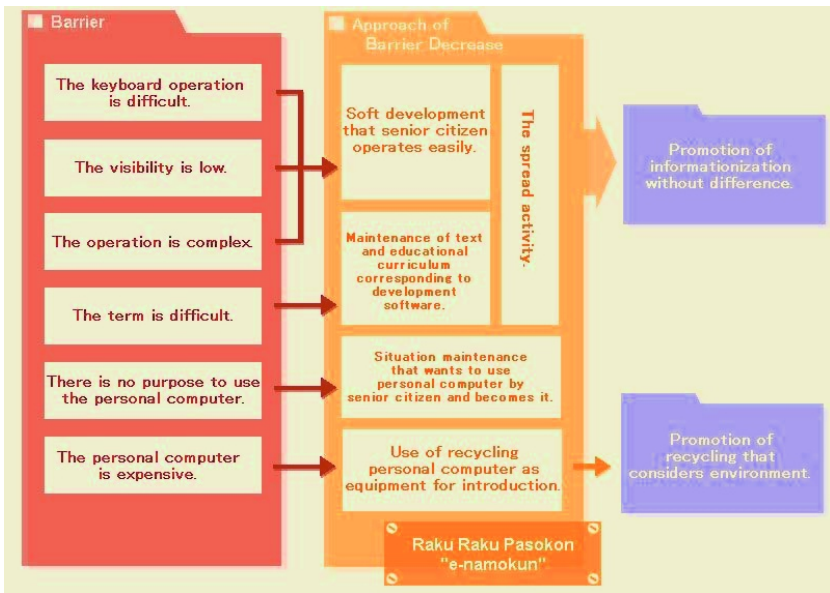 Barrier
The keyboard operation
is difficult.
The visibility is low.
The operation is complex.
The term is difficult.
There is no purpose to use
the personal computer.
The personal computer
is expensive.
Approach of
Barrier Decrease
Soft development
that senior citizen
operates easily.
The spread activity.
Maintenance of text
and educational
curriculum
corresponding to
development
software.
Situation maintenance
that wants to use
personal computer by
senior citizen and becomes it.
Use of recycling
personal computer as
equipment for introduction.
Raku Raku Pasokon
"e-namokun"
Promotion of
informationization
without difference.
Promotion of
recycling that
considers environment.